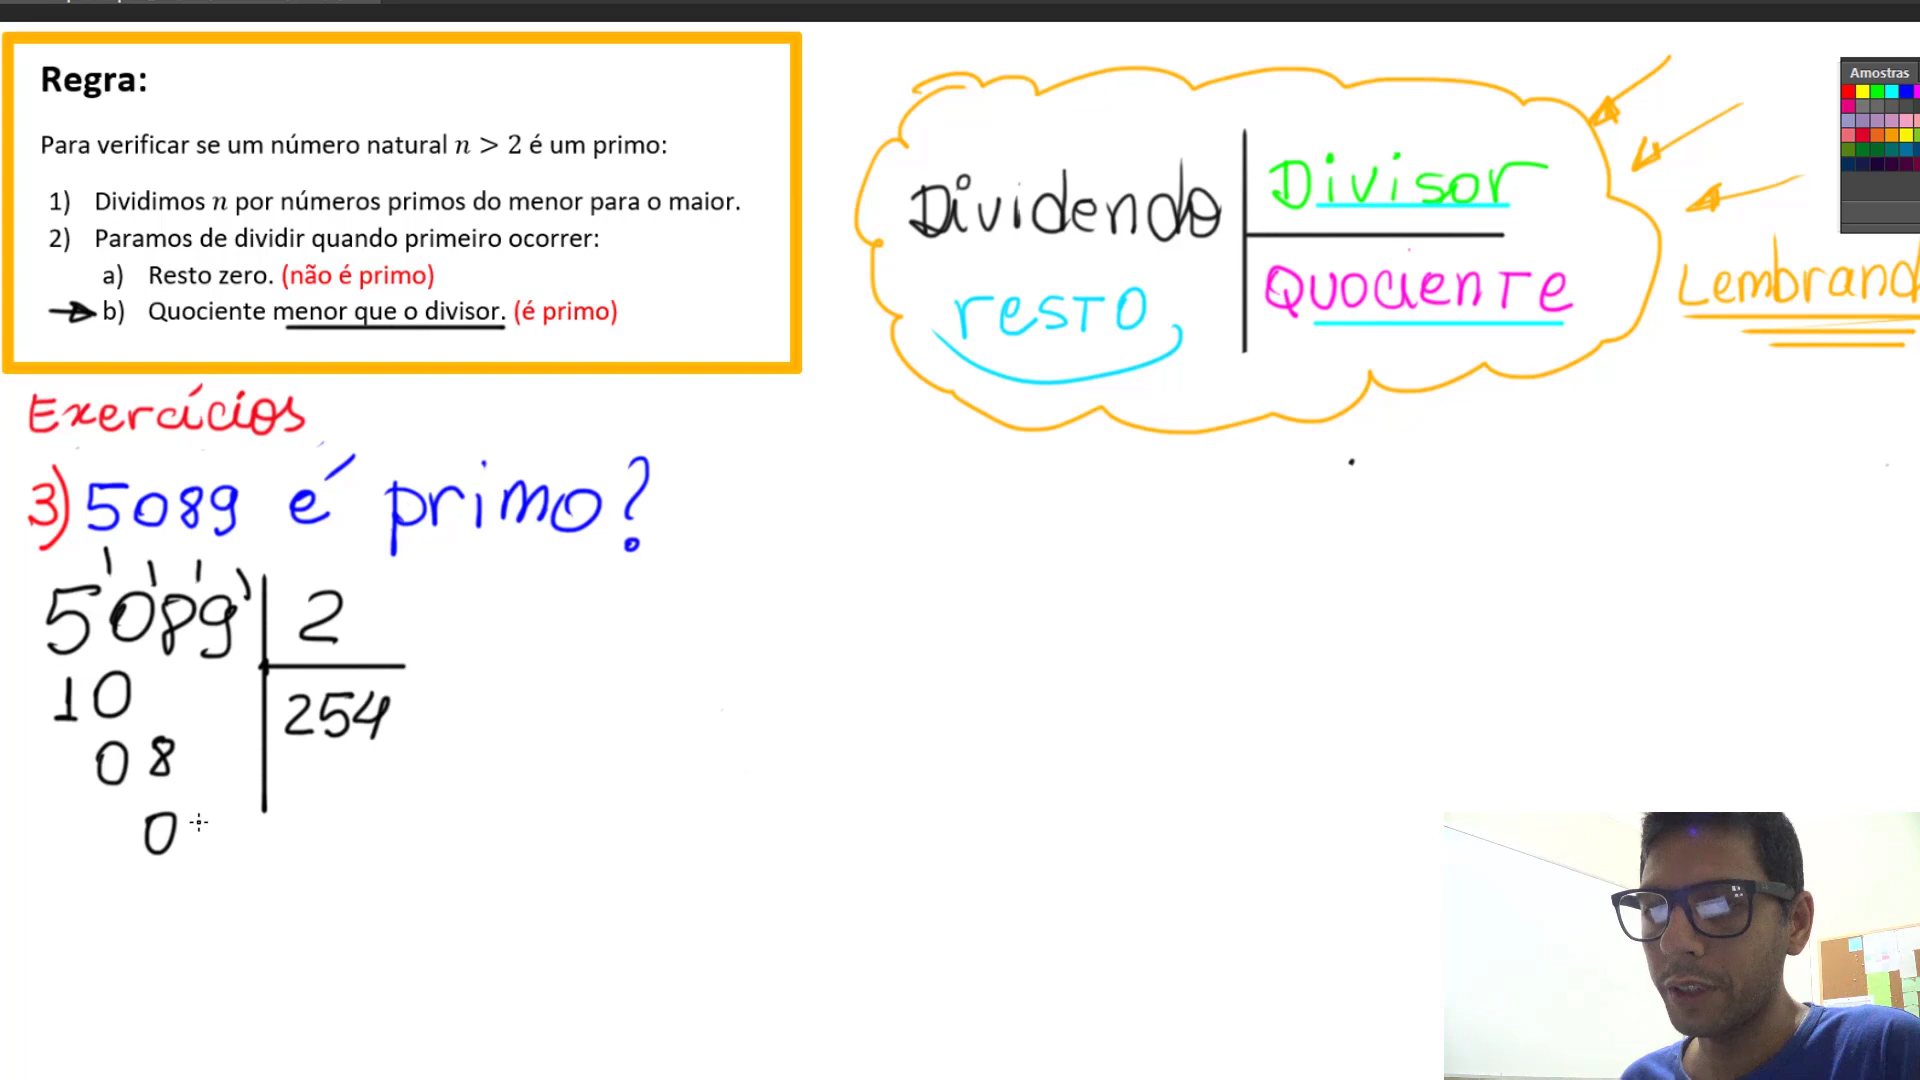 Regra:
Para verificar se um número natural n > 2 é um primo:
1) Dividimos n por números primos do menor para o maior.
2) Paramos de dividir quando primeiro ocorrer:
a) Resto zero. (não é primo)
b) Quociente menor que o divisor. (é primo)
Dividendo Divisor
resto Quociente
Amostras
Exercícios
3) 5089 é primo?
5089 2
10 254
08
0